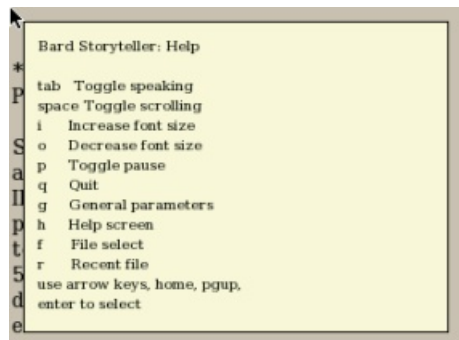 Bard Storyteller: Help
*
P
tab Toggle speaking
space Toggle scrolling
i Increase font size
S
o Decrease font size
a
p Toggle pause
q Quit
g General parameters
p
h Help screen
t
f File select
5
r Recent file
d
use arrow keys, home, pgup,
e
enter to select